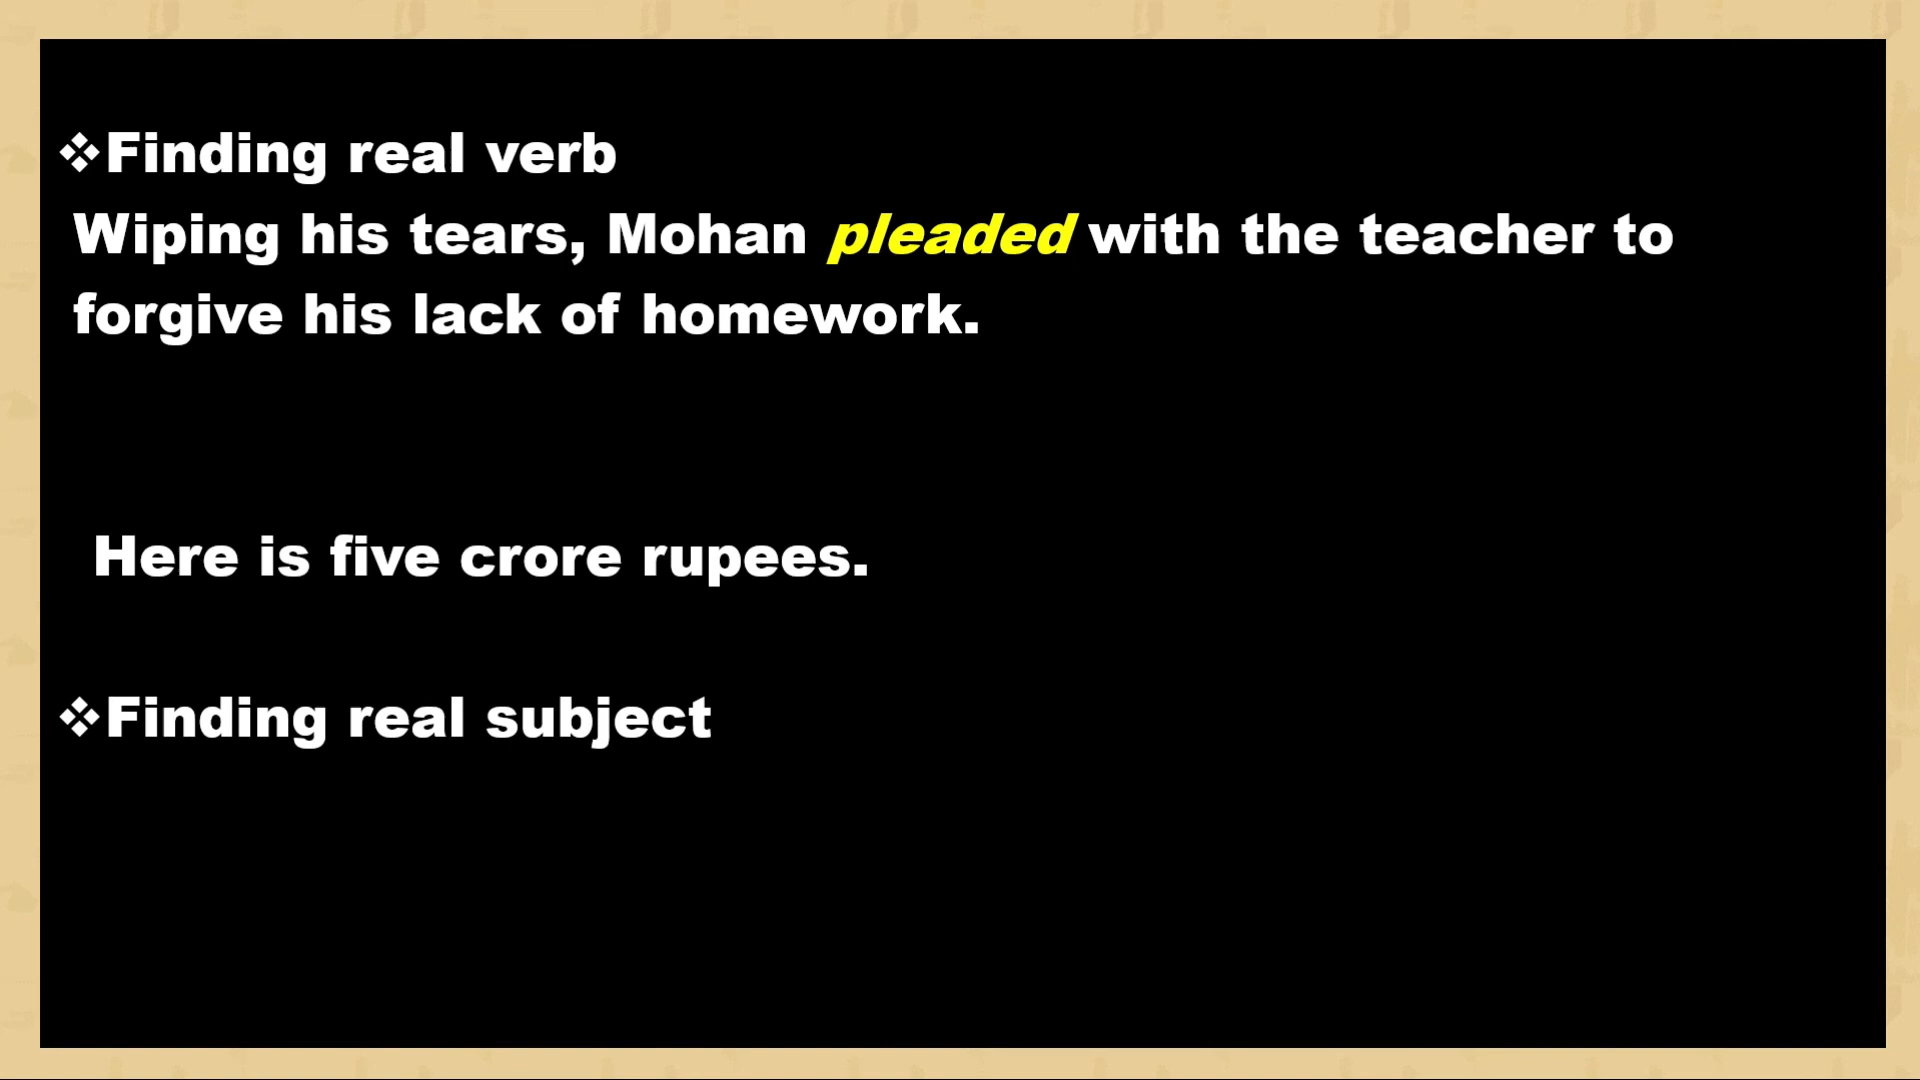 ❖Finding real verb
Wiping his tears, Mohan pleaded with the teacher to
forgive his lack of homework.
Here is five crore rupees.
❖Finding real subject